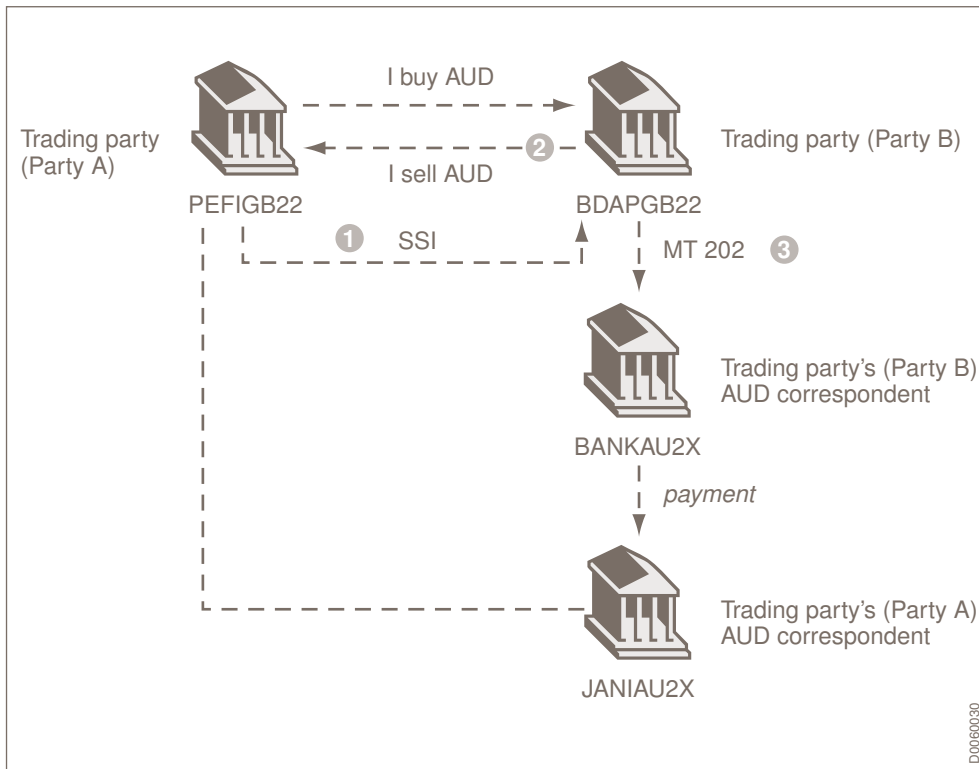 I buy AUD
Trading party
(Party A)
2
Trading party (Party B)
I sell AUD
PEFIGB22
BDAPGB22
1
SSI
MT 202
3
Trading party's (Party B)
AUD correspondent
BANKAU2X
payment
Trading party's (Party A)
AUD correspondent
JANIAU2X
D0060030